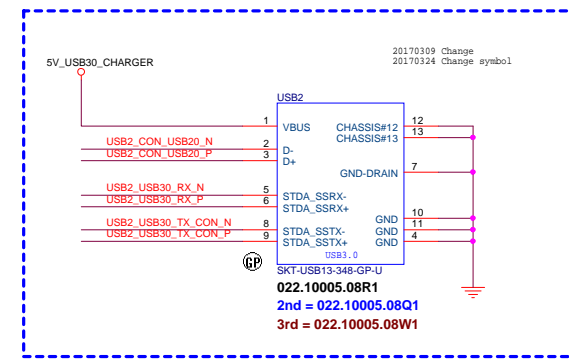 20170309 Change
20170324 Change symbol
5V_USB30_CHARGER
USB2
1 VBUS CHASSIS#12 12
CHASSIS#13 13
USB2_CON_USB20_N 2 D-
USB2_CON_USB20_P 3 D+
GND-DRAIN 7
USB2_USB30_RX_N 5 STDA_SSRX-
USB2_USB30_RX_P 6 STDA_SSRX+
GND 10
USB2_USB30_TX_CON_N 8 STDA_SSTX- GND 11
USB2_USB30_TX_CON_P 9 STDA_SSTX+ GND 4
USB3.0
GP
SKT-USB13-348-GP-U
022.10005.08R1
2nd = 022.10005.08Q1
3rd = 022.10005.08W1